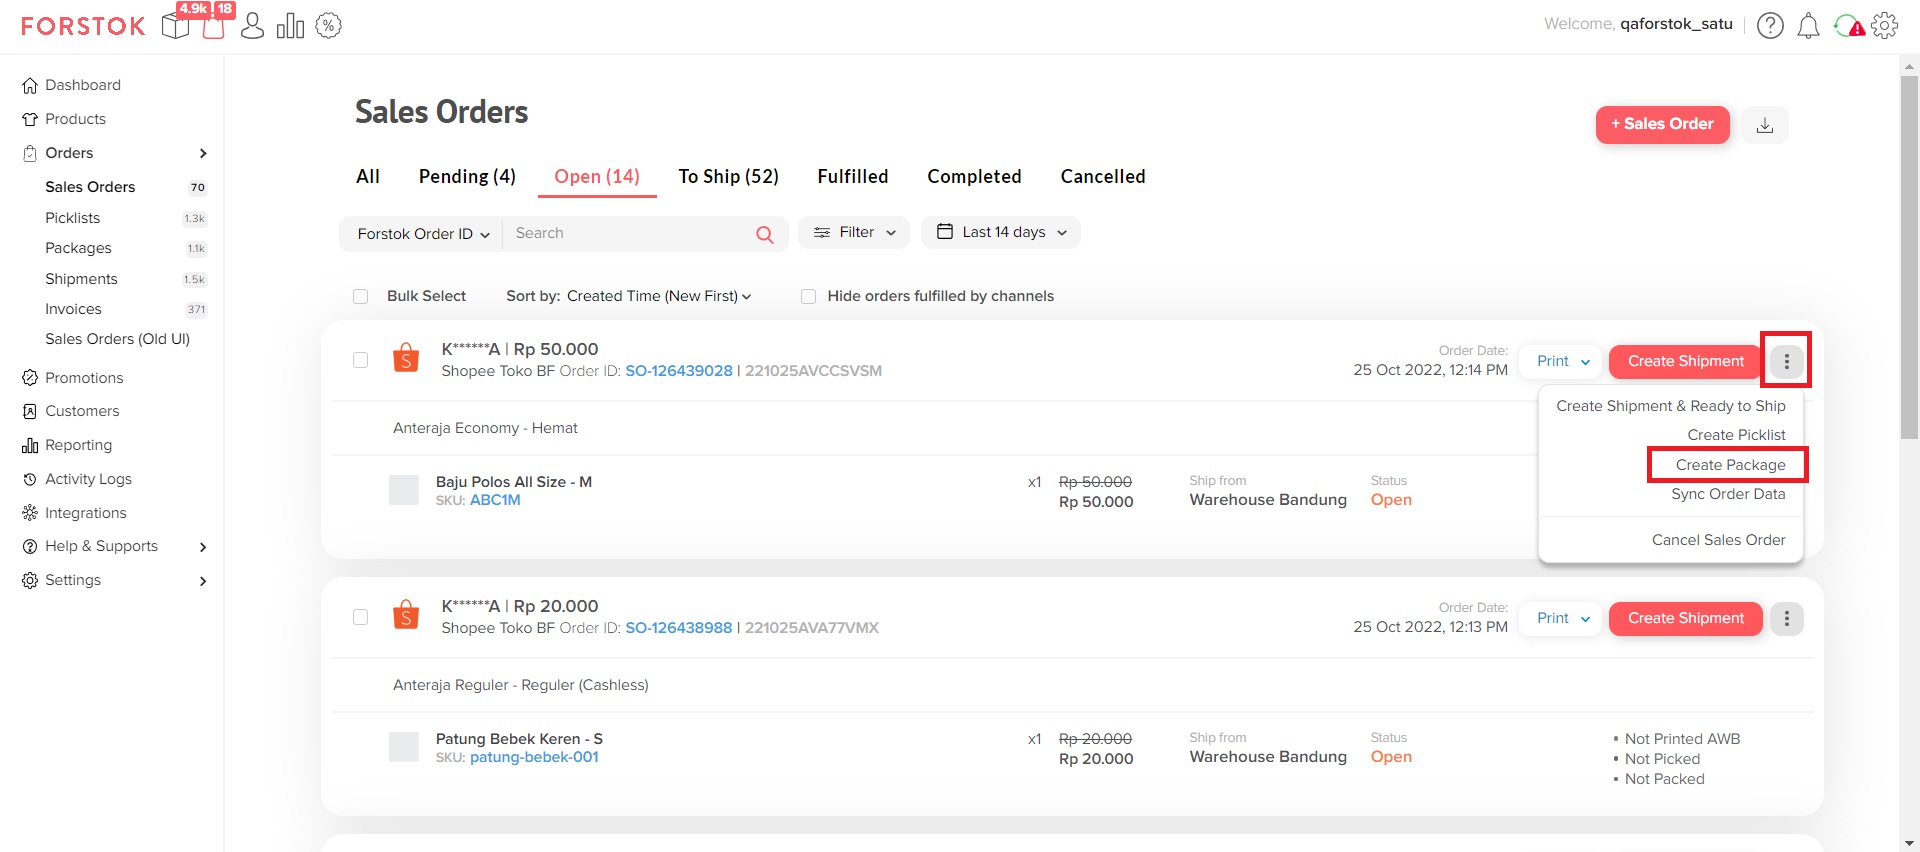 FORSTOK
4.9k
18
Welcome, qaforstok_satu
Dashboard
Products
Orders
Sales Orders 70
Picklists 1.3k
Packages 1.1k
Shipments 1.5k
Invoices 371
Sales Orders (Old UI)
Promotions
Customers
Reporting
Activity Logs
Integrations
Help & Supports
Settings
Sales Orders
+ Sales Order
All Pending (4) Open (14) To Ship (52) Fulfilled Completed Cancelled
Forstok Order ID Search Filter Last 14 days
Bulk Select Sort by: Created Time (New First) Hide orders fulfilled by channels
K******A | Rp 50.000
Shopee Toko BF Order ID: SO-126439028 | 221025AVCCSVSM
Order Date:
25 Oct 2022, 12:14 PM
Print Create Shipment
Create Shipment & Ready to Ship
Create Picklist
Create Package
Sync Order Data
Cancel Sales Order
Anteraja Economy - Hemat
Baju Polos All Size - M
SKU: ABC1M
x1 Rp 50.000
Rp 50.000
Ship from
Warehouse Bandung
Status
Open
K******A | Rp 20.000
Shopee Toko BF Order ID: SO-126438988 | 221025AVA77VMX
Order Date:
25 Oct 2022, 12:13 PM
Print Create Shipment
Anteraja Reguler - Reguler (Cashless)
Patung Bebek Keren - S
SKU: patung-bebek-001
x1 Rp 20.000
Rp 20.000
Ship from
Warehouse Bandung
Status
Open
• Not Printed AWB
• Not Picked
• Not Packed